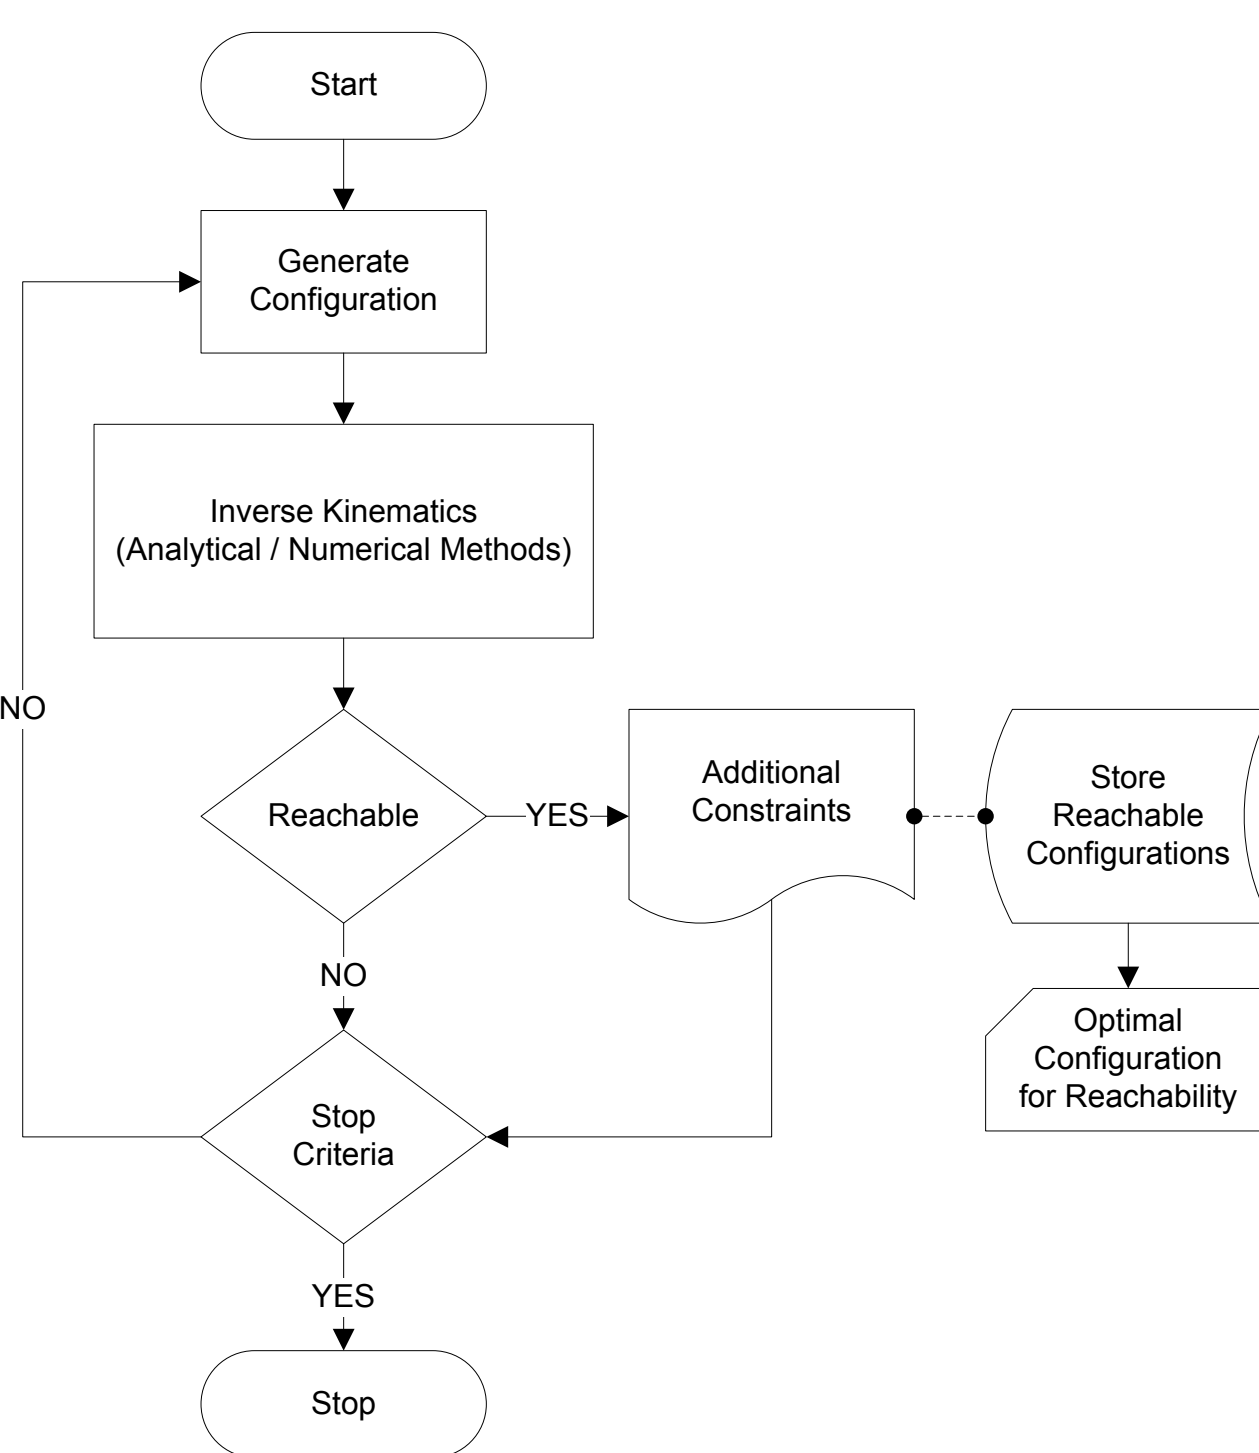 Start
Generate
Configuration
Inverse Kinematics
(Analytical / Numerical Methods)
NO
Reachable
YES
Additional
Constraints
Store
Reachable
Configurations
NO
Optimal
Configuration
for Reachability
Stop
Criteria
YES
Stop